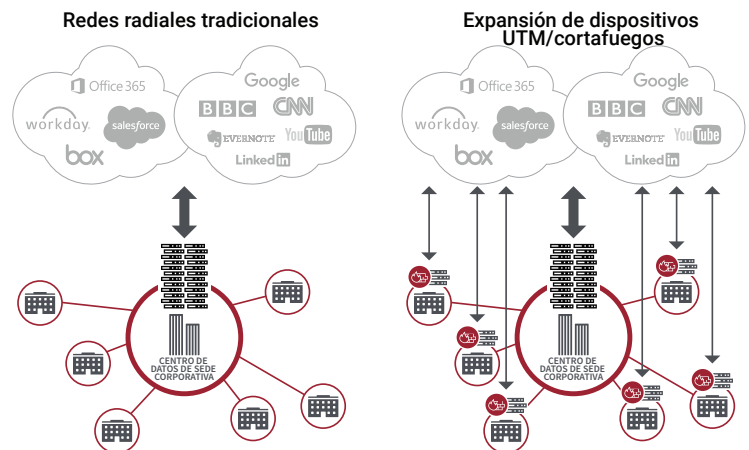 Redes radiales tradicionales
Office 365
Google
workday.
salesforce
BBC
CNN
EVERNOTE
YouTube
box
LinkedIn
CENTRO DE
DATOS DE SEDE
CORPORATIVA
Expansión de dispositivos
UTM/cortafuegos
Office 365
Google
workday.
salesforce
BBC
CNN
EVERNOTE
YouTube
box
LinkedIn
CENTRO DE
DATOS DE SEDE
CORPORATIVA